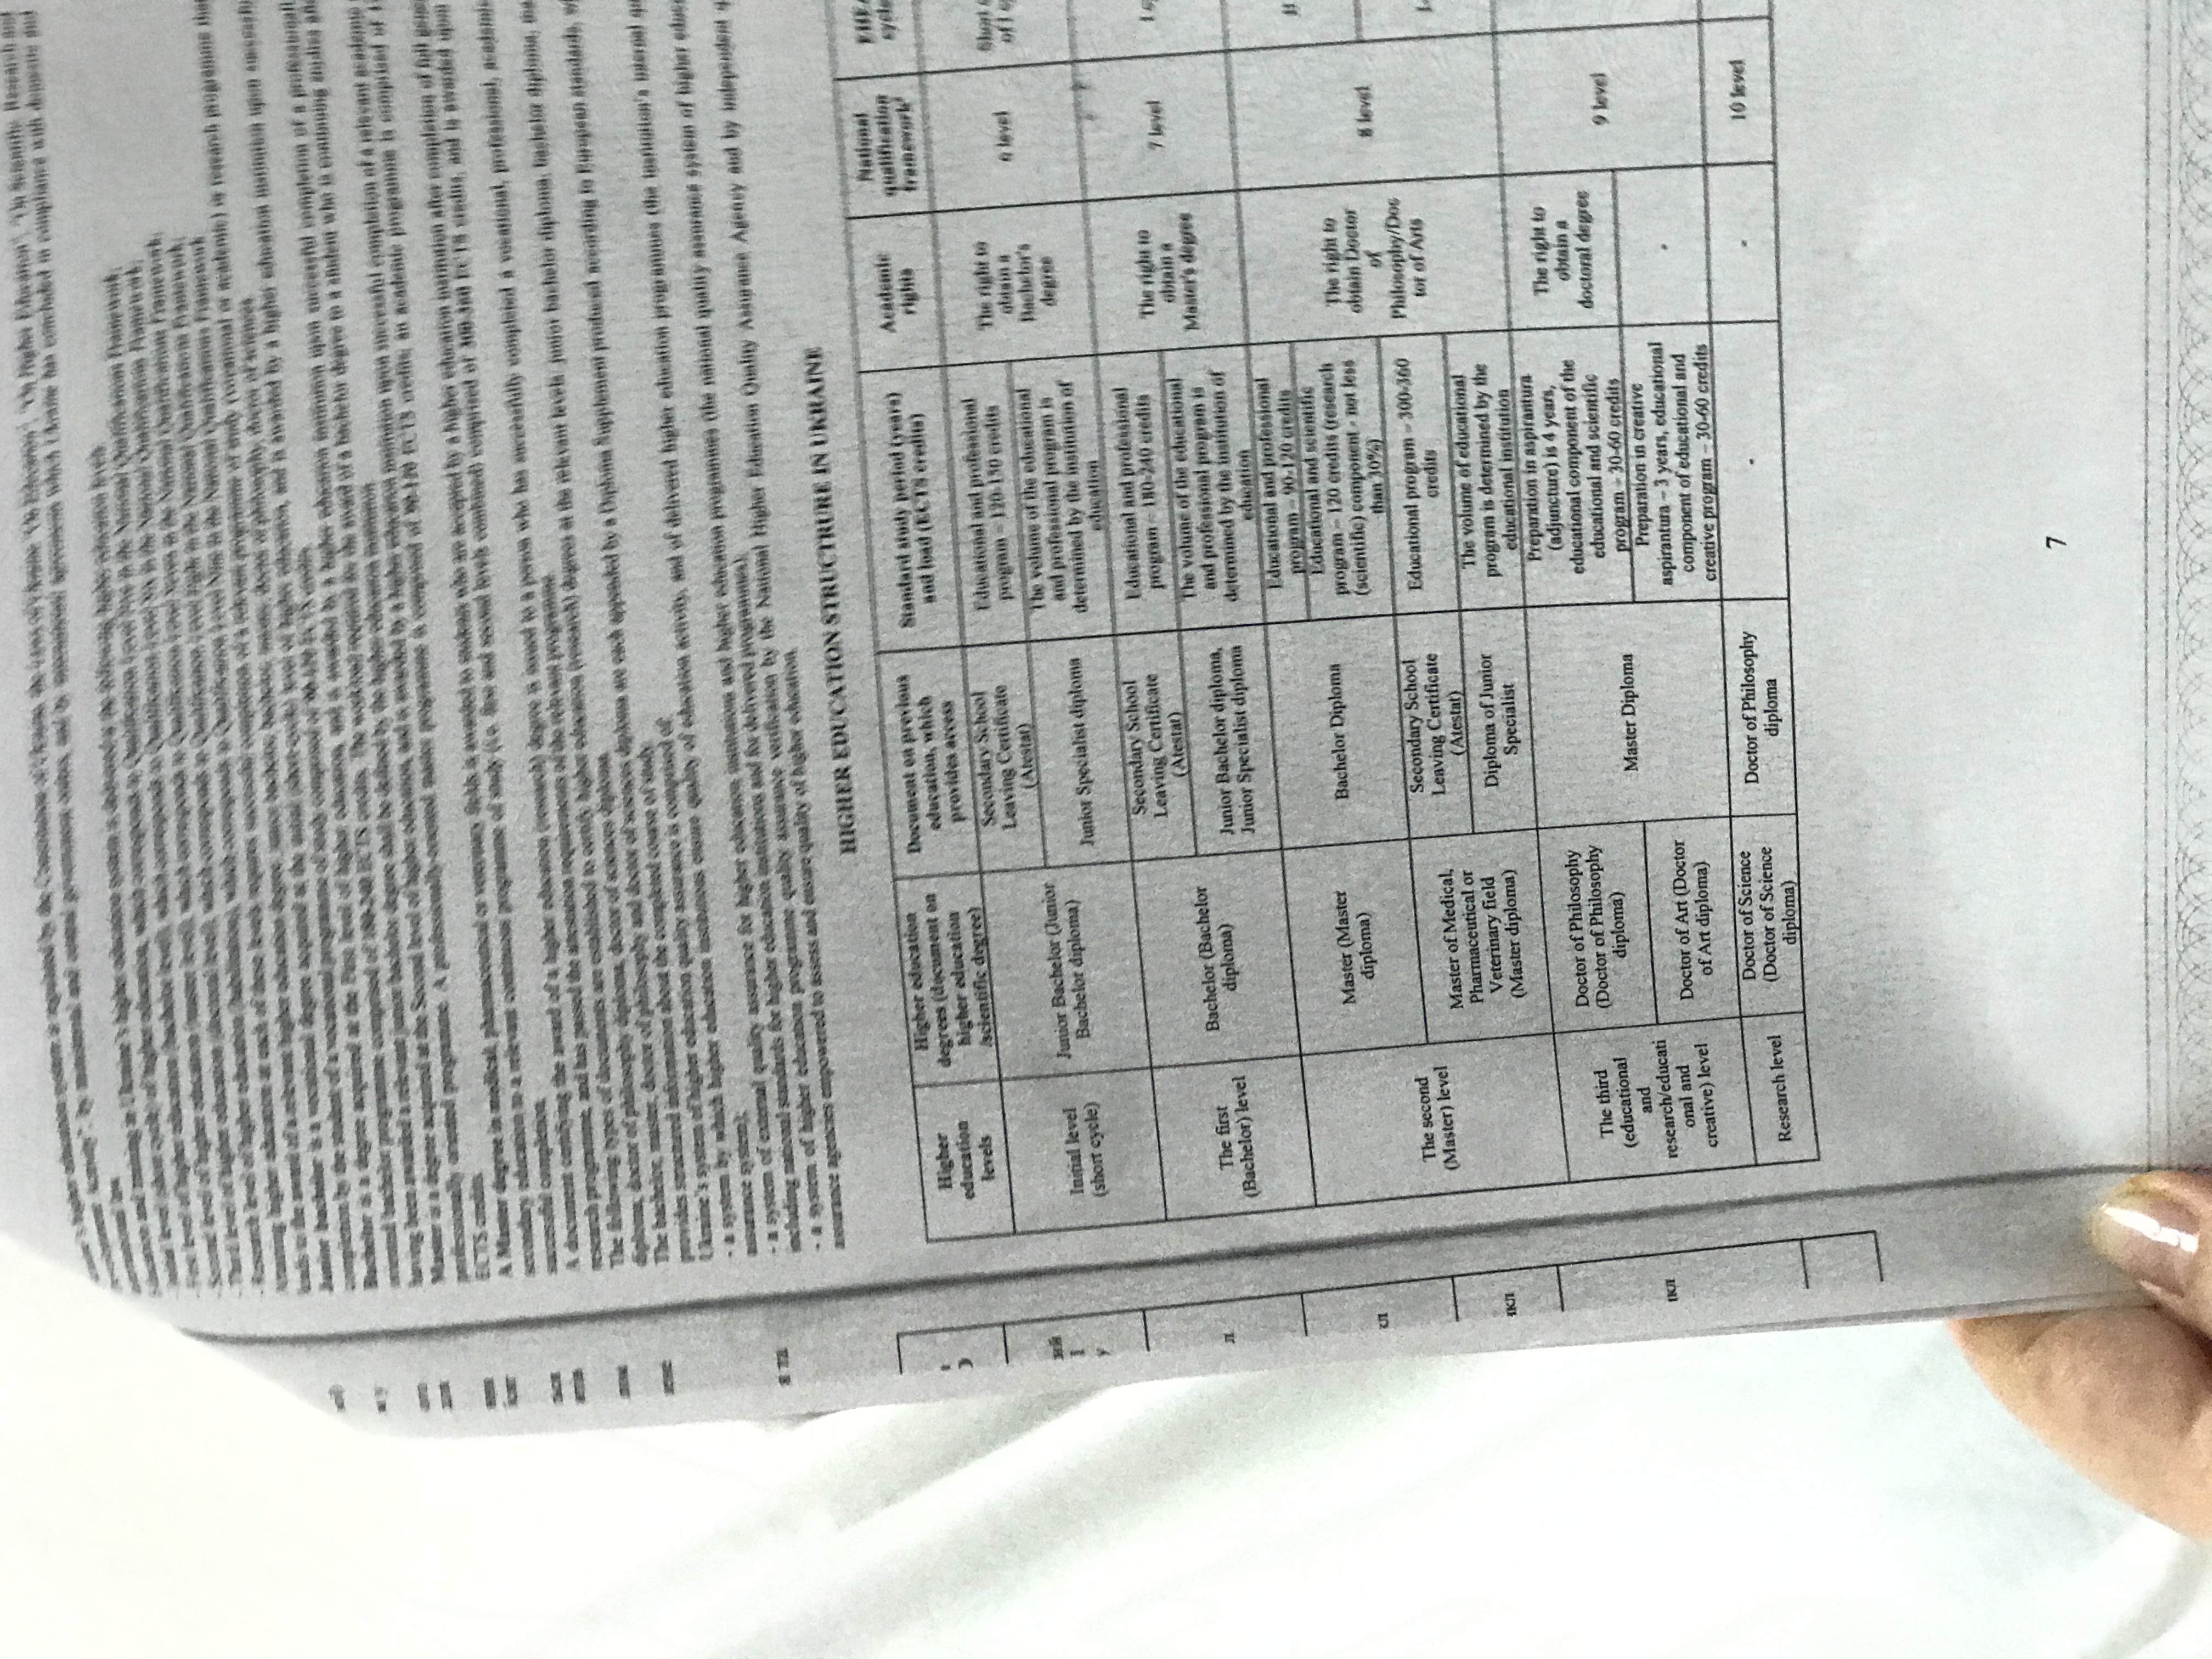 higher education system is regulated by the Constitution of Ukraine, the Laws of Ukraine "On Education", "On Higher Education", "On Scientific, Research and
Activity", by ministerial and central government orders, and by international agreements which Ukraine has concluded in compliance with domestic and
law.
Education and training in Ukraine's higher education system is delivered at the following higher education levels:
initial level (short cycle) of higher education, which corresponds to Qualification Level Five in the National Qualifications Framework;
- First level of higher education (bachelor level), which corresponds to Qualification Level Six in the National Qualifications Framework;
- Second level of higher education (master level), which corresponds to Qualification Level Seven in the National Qualifications Framework;
- Third level of higher education (doctoral level), which corresponds to Qualification Level Eight in the National Qualifications Framework;
- Research level of higher education (habilitation), which corresponds to Qualification Level Nine in the National Qualifications Framework.
Attaining higher education at each of these levels requires successful completion of a relevant programme of study (vocational or academic) or research programme that
leads to the award of a relevant higher education degree: junior bachelor, bachelor, master, doctor of philosophy, doctor of sciences.
Junior bachelor is a vocational degree acquired at the initial (short-cycle) level of higher education, and is awarded by a higher education institution upon successful
completion by the student of a vocational programme of study comprised of 90-120 ECTS credits.
Bachelor is a degree acquired at the First level of higher education, and is awarded by a higher education institution upon successful completion of a professionally
oriented bachelor programme comprised of 180-240 ECTS credits. The workload required for the award of a bachelor degree to a student who is continuing studies
having been awarded a relevant junior bachelor degree shall be defined by the higher education institution.
Master is a degree acquired at the Second level of higher education, and is awarded by a higher education institution upon successful completion of a relevant academic
professionally oriented programme. A professionally-oriented master programme is comprised of 90-120 ECTS credits; an academic programme is comprised of
ECTS credits.
A Master degree in medical, pharmaceutical or veterinary fields is awarded to students who are accepted by a higher education institution after completion of full
secondary education to a relevant continuous programme of study (i.e. first and second levels combined) comprised of 300-360 ECTS credits, and is awarded upon
successful completion.
A document certifying the award of a higher education (research) degree is issued to a person who has successfully completed a vocational, professional,
research programme, and has passed the attestation requirements of the relevant programme.
The following types of documents are established to certify higher education (research) degrees at the relevant levels: junior bachelor diploma; bachelor diploma;
diploma; doctor of philosophy diploma; doctor of sciences diploma.
The bachelor, master, doctor of philosophy and doctor of sciences diploma are each appended by a Diploma Supplement produced according to European standards,
provides structured information about the completed course of study.
Ukraine's system of higher education quality assurance is comprised of:
- a system by which higher education institutions ensure quality of education activity, and of delivered higher education programmes (the institution's internal
assurance system);
- a system of external quality assurance for higher education institutions and higher education programmes (the national quality assurance system of higher
including national standards for higher education institutions and for delivered programmes);
- a system of higher education programme quality assurance verification by the National Higher Education Quality Assurance Agency and by independent
assurance agencies empowered to assess and ensure quality of higher education.
HIGHER EDUCATION STRUCTRURE IN UKRAINE
Higher
education
levels
Higher education
degrees (document on
higher education
/scientific degree)
Document on previous
education, which
provides access
Standard study period (years)
and load (ECTS credits)
Academic
rights
National
qualification
framework
Initial level
(short cycle)
Junior Bachelor (Junior
Bachelor diploma)
Secondary School
Leaving Certificate
(Atestat)
Educational and professional
program – 120-150 credits
The right to
obtain a
Bachelor's
degree
6 level
Short
of I
Junior Specialist diploma
The volume of the educational
and professional program is
determined by the institution of
education
The first
(Bachelor) level
Bachelor (Bachelor
diploma)
Secondary School
Leaving Certificate
(Atestat)
Educational and professional
program – 180-240 credits
The right to
obtain a
Master's degree
7 level
Junior Bachelor diploma,
Junior Specialist diploma
The volume of the educational
and professional program is
determined by the institution of
education
The second
(Master) level
Master (Master
diploma)
Bachelor Diploma
Educational and professional
program – 90-120 credits
Educational and scientific
program – 120 credits (research
(scientific) component - not less
than 30%)
The right to
obtain Doctor
of
Philosophy/Doc
tor of Arts
8 level
Master of Medical,
Pharmaceutical or
Veterinary field
(Master diploma)
Secondary School
Leaving Certificate
(Atestat)
Educational program – 300-360
credits
Diploma of Junior
Specialist
The volume of educational
program is determined by the
educational institution
The third
(educational
and
research/educati
onal and
creative) level
Doctor of Philosophy
(Doctor of Philosophy
diploma)
Master Diploma
Preparation in aspirantura
(adjuncture) is 4 years,
educational component of the
educational and scientific
program – 30-60 credits
The right to
obtain a
doctoral degree
9 level
Doctor of Art (Doctor
of Art diploma)
Preparation in creative
aspirantura – 3 years, educational
component of educational and
creative program – 30-60 credits
-
Research level
Doctor of Science
(Doctor of Science
diploma)
Doctor of Philosophy
diploma
-
-
10 level
7